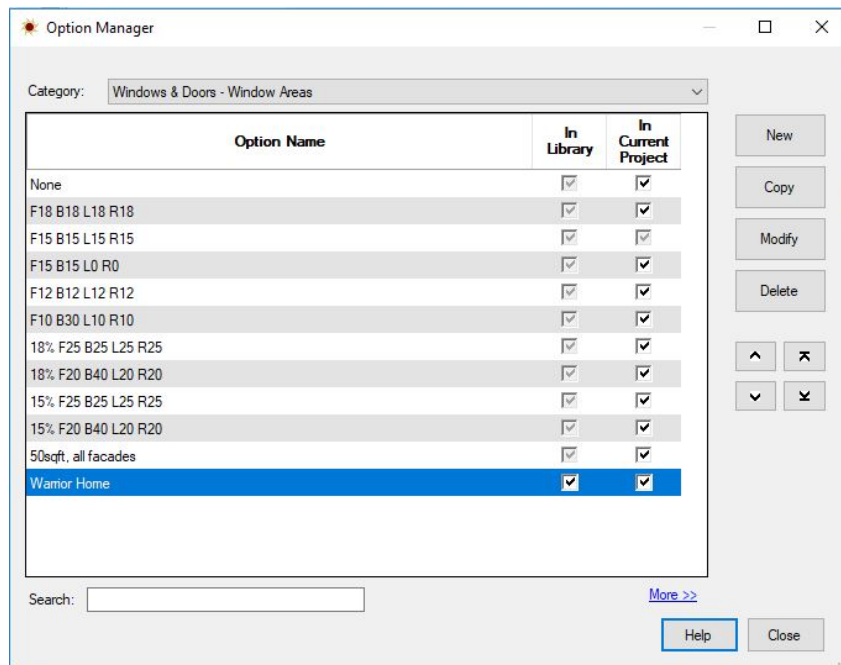 Option Manager
Category: Windows & Doors - Window Areas
Option Name In Library In Current Project
None
F18 B18 L18 R18
F15 B15 L15 R15
F15 B15 L0 R0
F12 B12 L12 R12
F10 B30 L10 R10
18% F25 B25 L25 R25
18% F20 B40 L20 R20
15% F25 B25 L25 R25
15% F20 B40 L20 R20
50sqft, all facades
Warrior Home
New
Copy
Modify
Delete
Search:
More >>
Help
Close